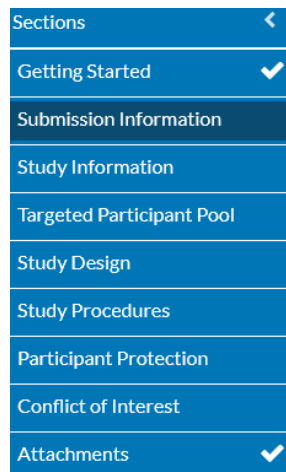 Sections
Getting Started
Submission Information
Study Information
Targeted Participant Pool
Study Design
Study Procedures
Participant Protection
Conflict of Interest
Attachments